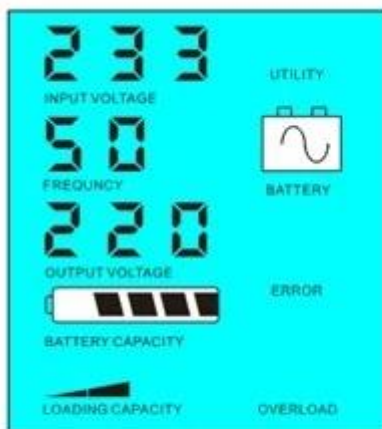 233
UTILITY
INPUT VOLTAGE
50
FREQUNCY
BATTERY
220
OUTPUT VOLTAGE
ERROR
BATTERY CAPACITY
LOADING CAPACITY
OVERLOAD